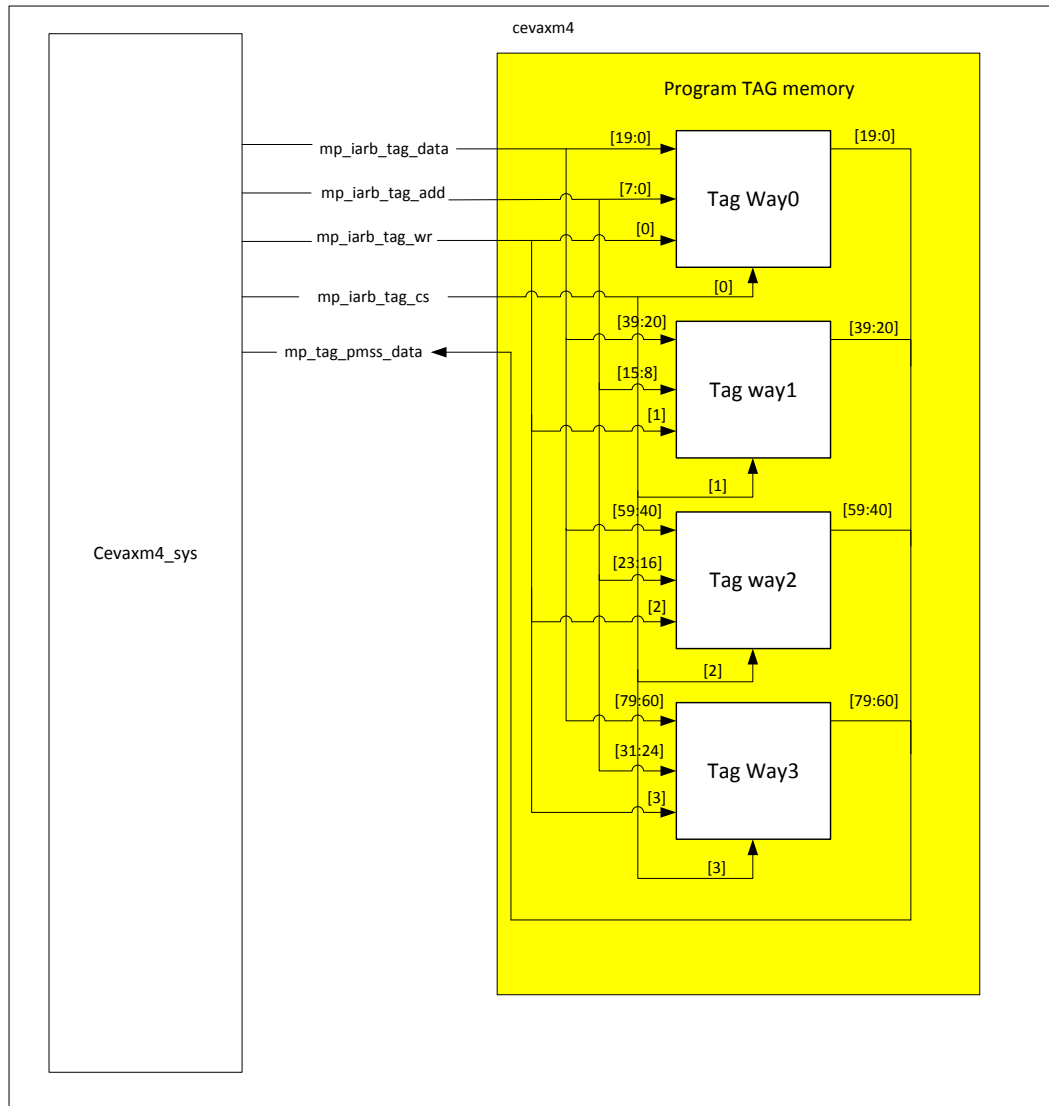 cevaxm4
Program TAG memory
mp_iarb_tag_data
[19:0]
[19:0]
mp_iarb_tag_add
[7:0]
Tag Way0
mp_iarb_tag_wr
[0]
mp_iarb_tag_cs
[0]
mp_tag_pmss_data
[39:20]
[39:20]
[15:8]
Tag way1
[1]
[1]
[59:40]
[59:40]
Cevaxm4_sys
[23:16]
Tag way2
[2]
[2]
[79:60]
[79:60]
[31:24]
Tag Way3
[3]
[3]